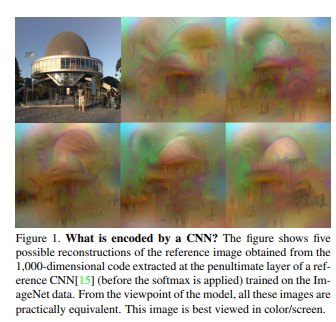 Figure 1. What is encoded by a CNN? The figure shows five
possible reconstructions of the reference image obtained from the
1,000-dimensional code extracted at the penultimate layer of a ref-
erence CNN[15] (before the softmax is applied) trained on the Im-
ageNet data. From the viewpoint of the model, all these images are
practically equivalent. This image is best viewed in color/screen.